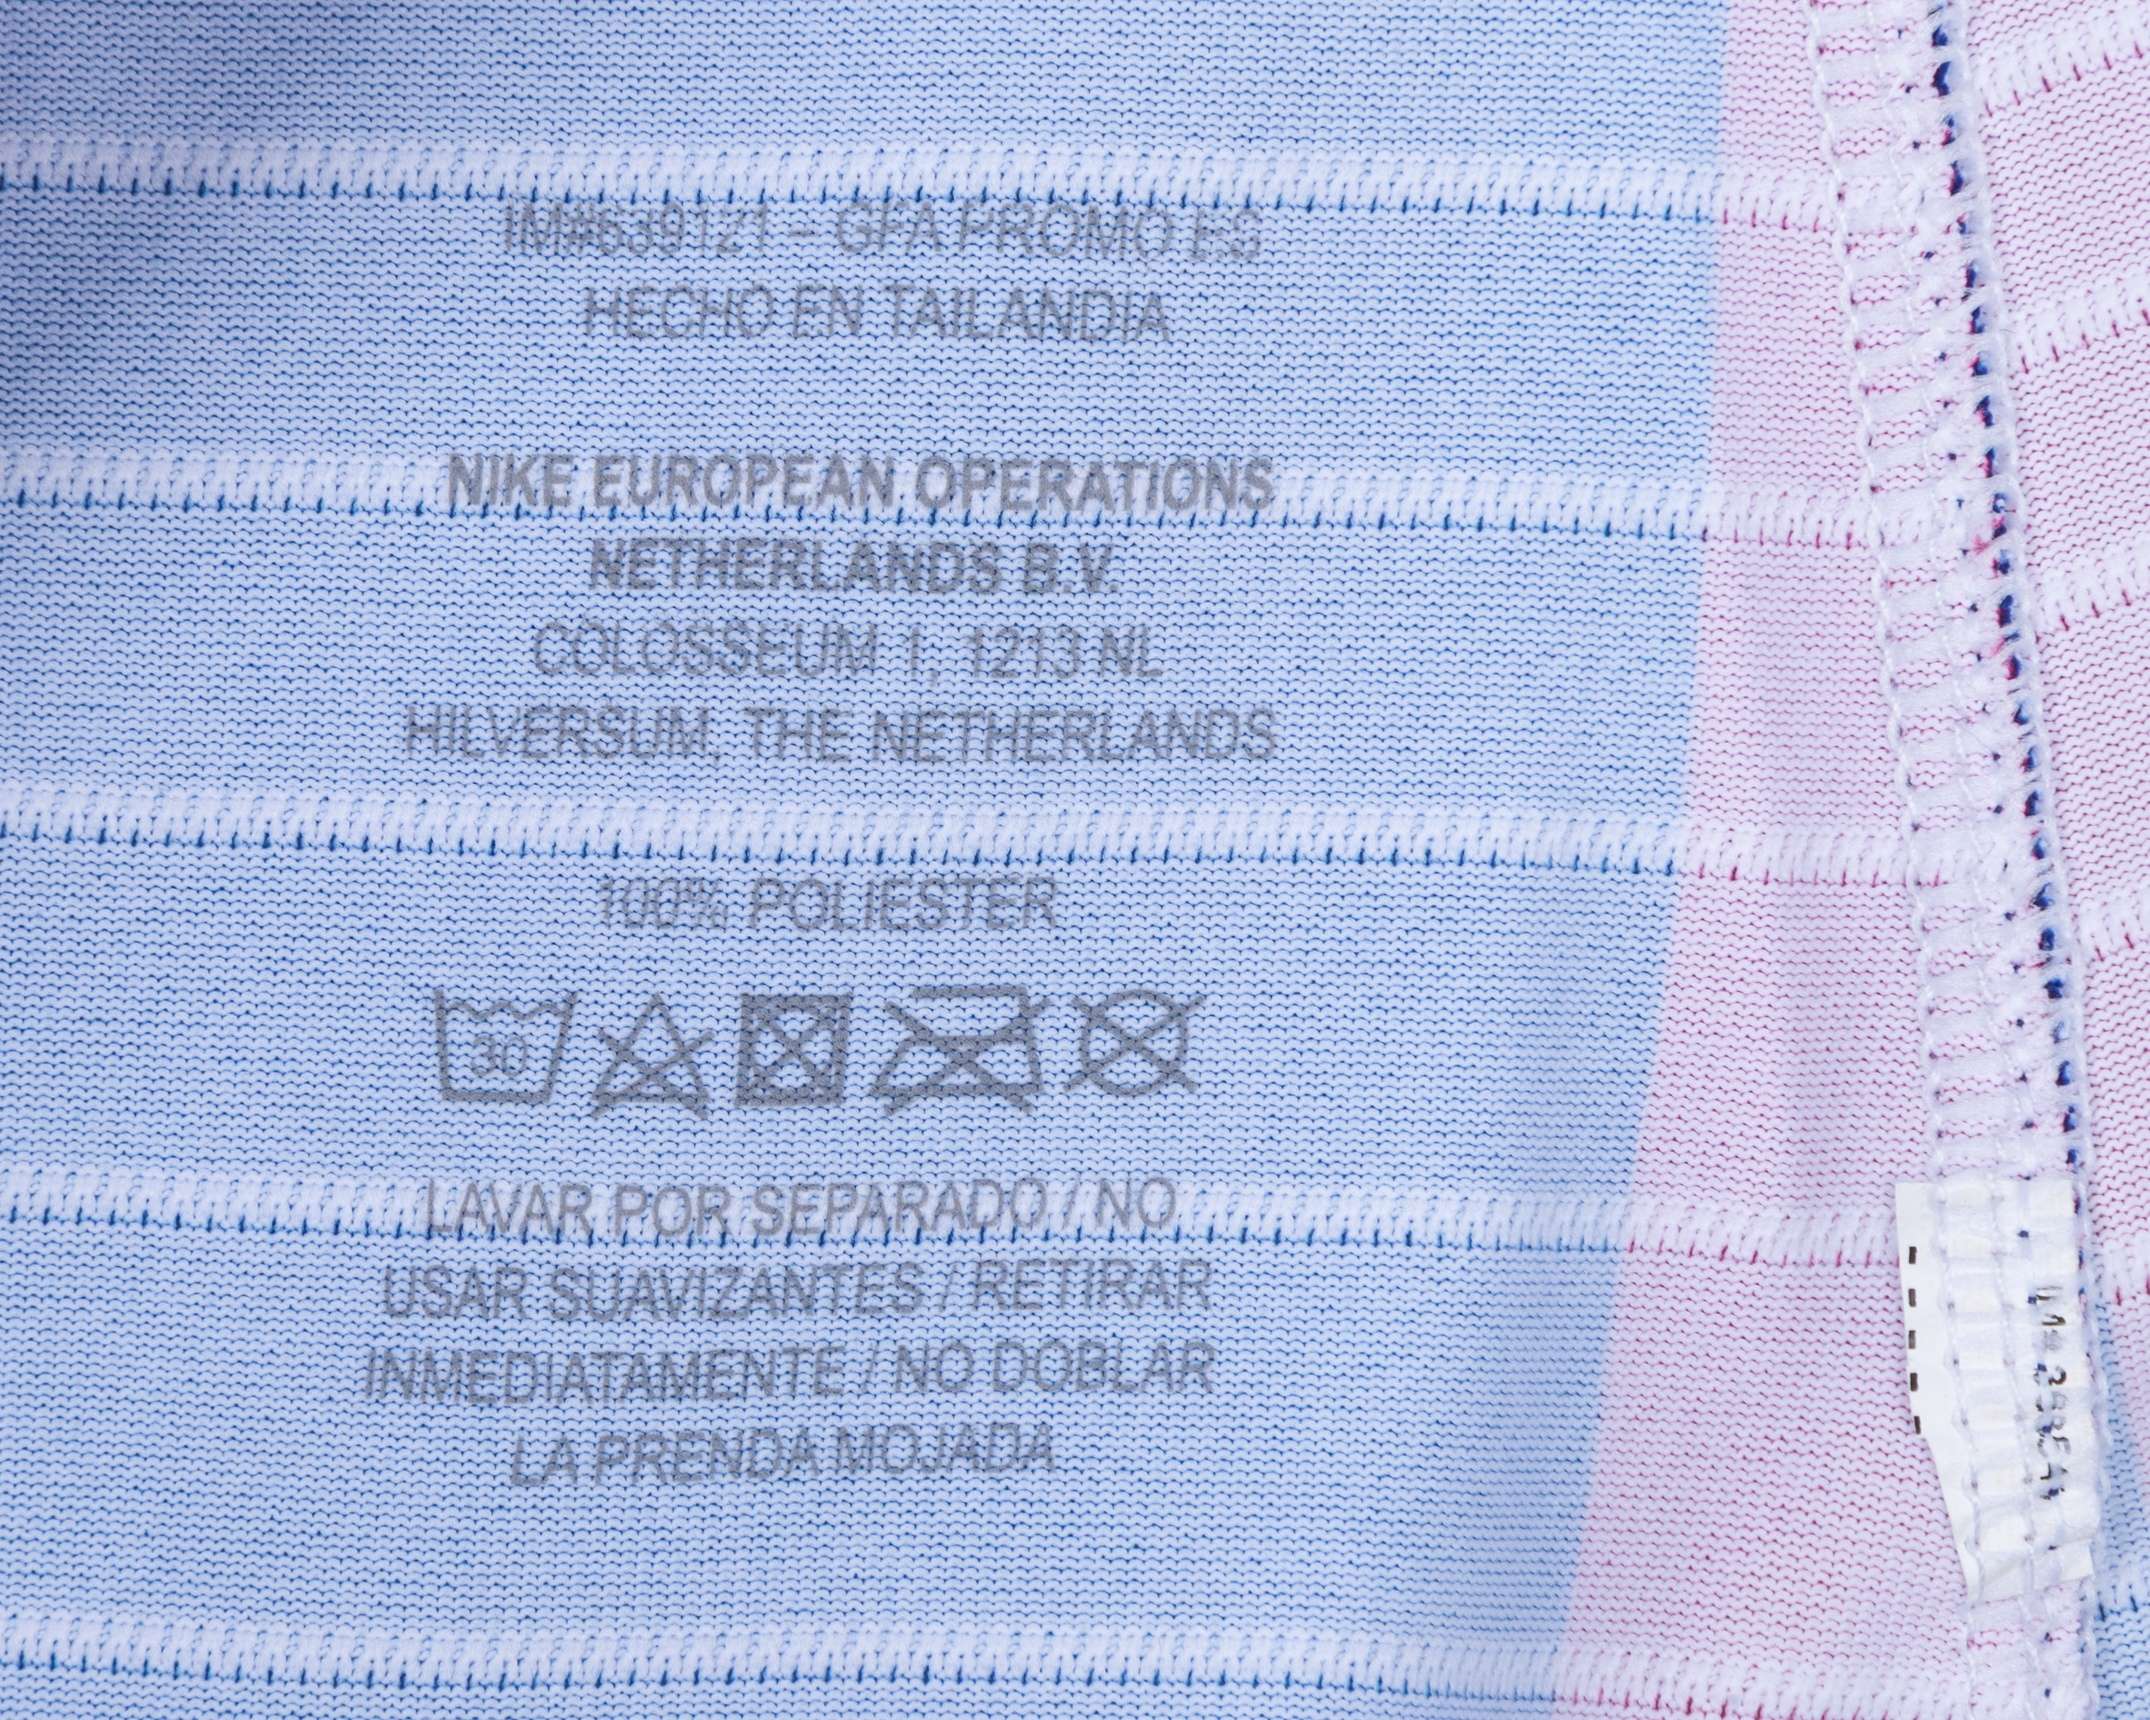 IM#639121 - GFA PROMO LS
HECHO EN TAILANDIA
NIKE EUROPEAN OPERATIONS
NETHERLANDS B.V.
COLOSSEUM 1, 1213 NL
HILVERSUM, THE NETHERLANDS
100% POLIESTER
30
LAVAR POR SEPARADO / NO
USAR SUAVIZANTES / RETIRAR
INMEDIATAMENTE / NO DOBLAR
LA PRENDA MOJADA